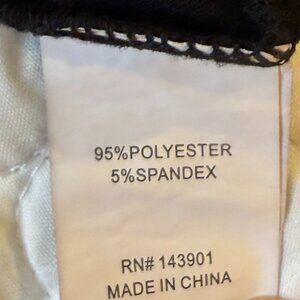 95%POLYESTER
5%SPANDEX
RN# 143901
MADE IN CHINA